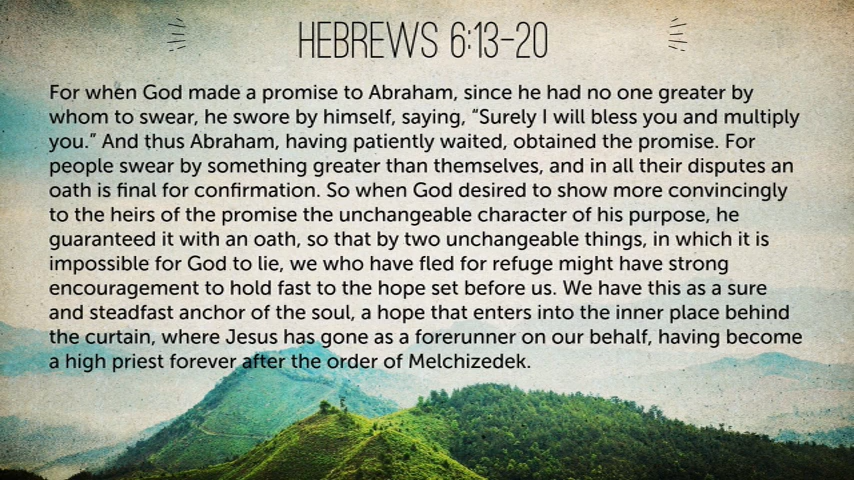 HEBREWS 6:13-20
For when God made a promise to Abraham, since he had no one greater by
whom to swear, he swore by himself, saying, “Surely I will bless you and multiply
you.” And thus Abraham, having patiently waited, obtained the promise. For
people swear by something greater than themselves, and in all their disputes an
oath is final for confirmation. So when God desired to show more convincingly
to the heirs of the promise the unchangeable character of his purpose, he
guaranteed it with an oath, so that by two unchangeable things, in which it is
impossible for God to lie, we who have fled for refuge might have strong
encouragement to hold fast to the hope set before us. We have this as a sure
and steadfast anchor of the soul, a hope that enters into the inner place behind
the curtain, where Jesus has gone as a forerunner on our behalf, having become
a high priest forever after the order of Melchizedek.